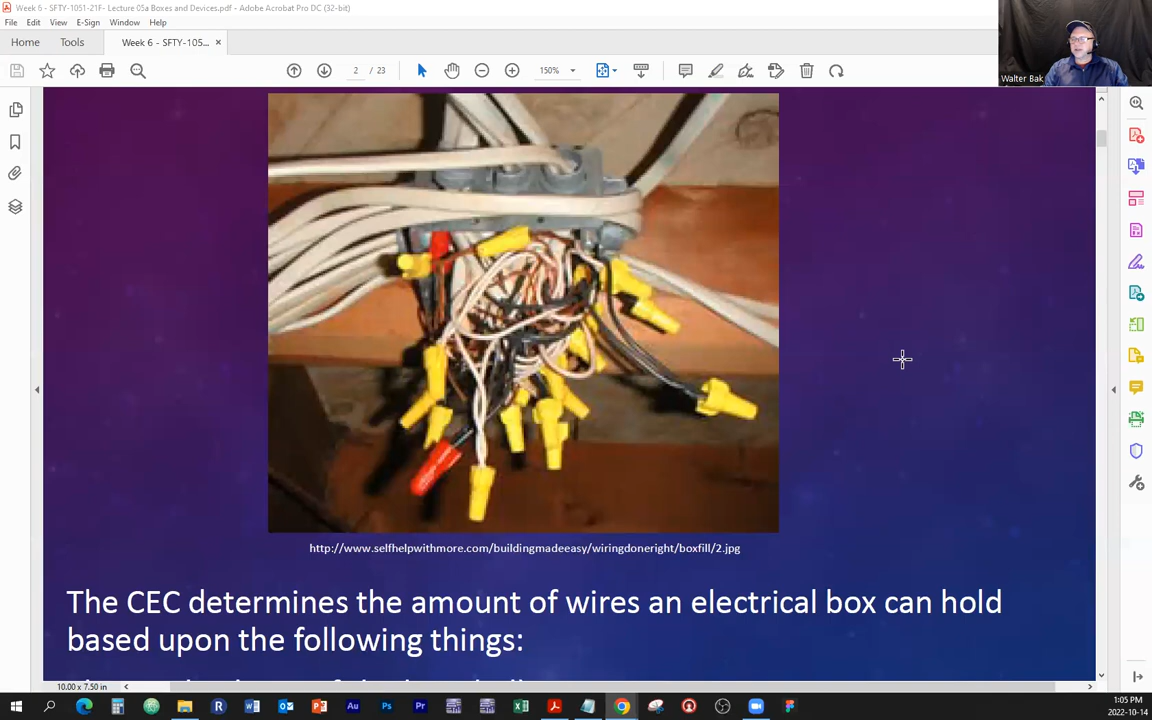 Week 6 - SFTY-1051-21F- Lecture 05a Boxes and Devices.pdf - Adobe Acrobat Pro DC (32-bit)
File Edit View E-Sign Window Help
Home Tools Week 6 - SFTY-105... ×
2 / 23 150%
Walter Bak
http://www.selfhelpwithmore.com/buildingmadeeasy/wiringdoneright/boxfill/2.jpg
The CEC determines the amount of wires an electrical box can hold
based upon the following things:
10.00 x 7.50 in
1:05 PM
2022-10-14